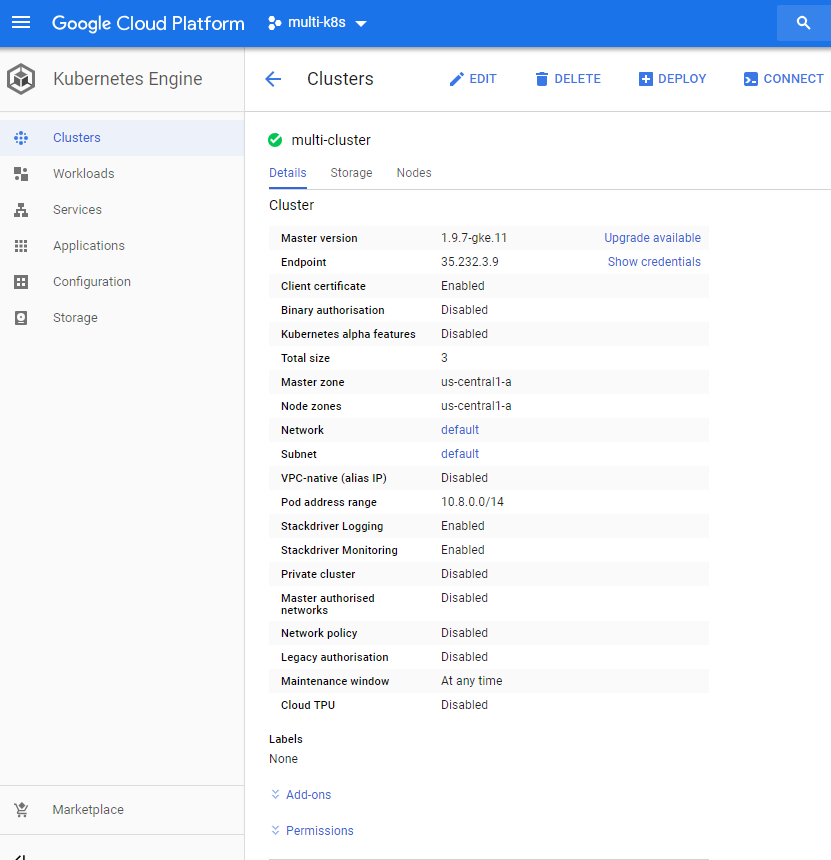 Google Cloud Platform multi-k8s
Kubernetes Engine
Clusters EDIT DELETE DEPLOY CONNECT
Clusters
Workloads
Services
Applications
Configuration
Storage
Marketplace
multi-cluster
Details Storage Nodes
Cluster
Master version 1.9.7-gke.11 Upgrade available
Endpoint 35.232.3.9 Show credentials
Client certificate Enabled
Binary authorisation Disabled
Kubernetes alpha features Disabled
Total size 3
Master zone us-central1-a
Node zones us-central1-a
Network default
Subnet default
VPC-native (alias IP) Disabled
Pod address range 10.8.0.0/14
Stackdriver Logging Enabled
Stackdriver Monitoring Enabled
Private cluster Disabled
Master authorised Disabled
networks
Network policy Disabled
Legacy authorisation Disabled
Maintenance window At any time
Cloud TPU Disabled
Labels
None
Add-ons
Permissions